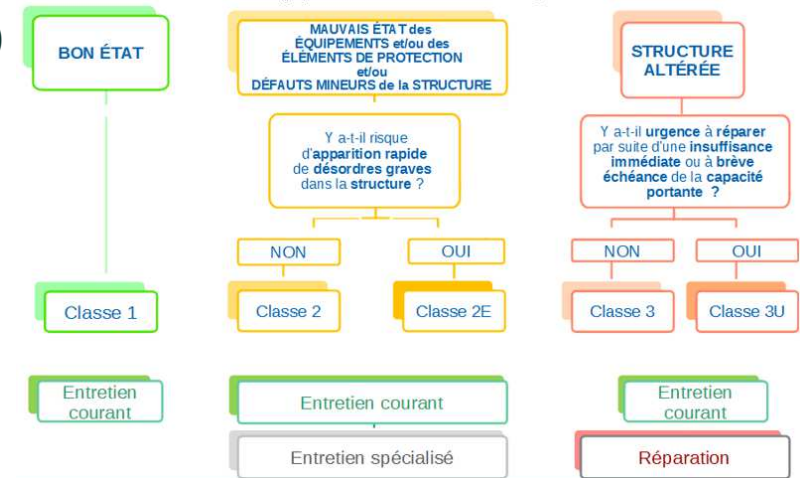 BON ÉTAT
MAUVAIS ÉTAT des
ÉQUIPEMENTS et/ou des
ÉLÉMENTS DE PROTECTION
et/ou
DÉFAUTS MINEURS de la STRUCTURE
STRUCTURE
ALTÉRÉE
Y a-t-il risque
d'apparition rapide
de désordres graves
dans la structure ?
Y a-t-il urgence à réparer
par suite d'une insuffisance
immédiate ou à brève
échéance de la capacité
portante ?
NON
OUI
NON
OUI
Classe 1
Classe 2
Classe 2E
Classe 3
Classe 3U
Entretien
courant
Entretien courant
Entretien
courant
Entretien spécialisé
Réparation